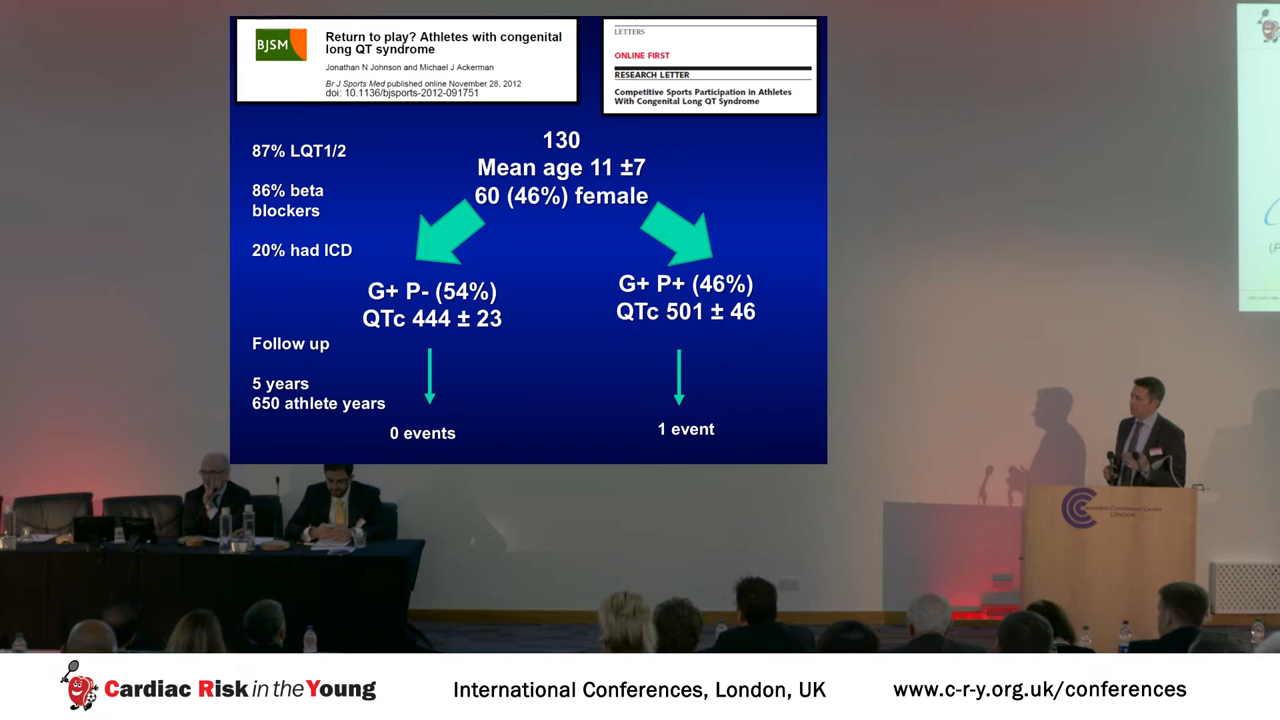 BJSM
Return to play? Athletes with congenital
long QT syndrome
Jonathan N Johnson and Michael J Ackerman
Br J Sports Med published online November 28, 2012
doi: 10.1136/bjsports-2012-091751
LETTERS
ONLINE FIRST
RESEARCH LETTER
Competitive Sports Participation in Athletes
With Congenital Long QT Syndrome
87% LQT1/2
86% beta
blockers
20% had ICD
130
Mean age 11 ±7
60 (46%) female
G+ P- (54%)
QTc 444 ± 23
G+ P+ (46%)
QTc 501 ± 46
Follow up
5 years
650 athlete years
0 events
1 event
LONDON
Cardiac Risk in the Young
International Conferences, London, UK
www.c-r-y.org.uk/conferences